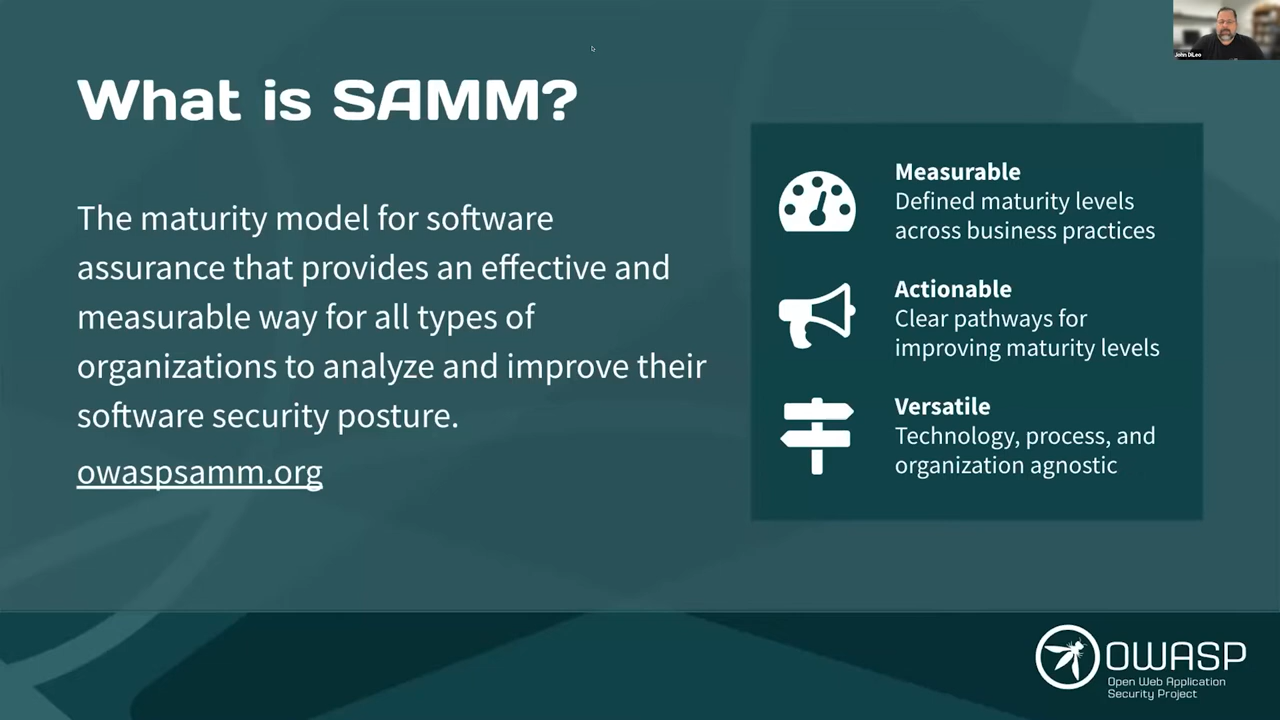 What is SAMM?
The maturity model for software
assurance that provides an effective and
measurable way for all types of
organizations to analyze and improve their
software security posture.
owaspsamm.org
Measurable
Defined maturity levels
across business practices
Actionable
Clear pathways for
improving maturity levels
Versatile
Technology, process, and
organization agnostic
John DiLeo
OWASP
Open Web Application
Security Project